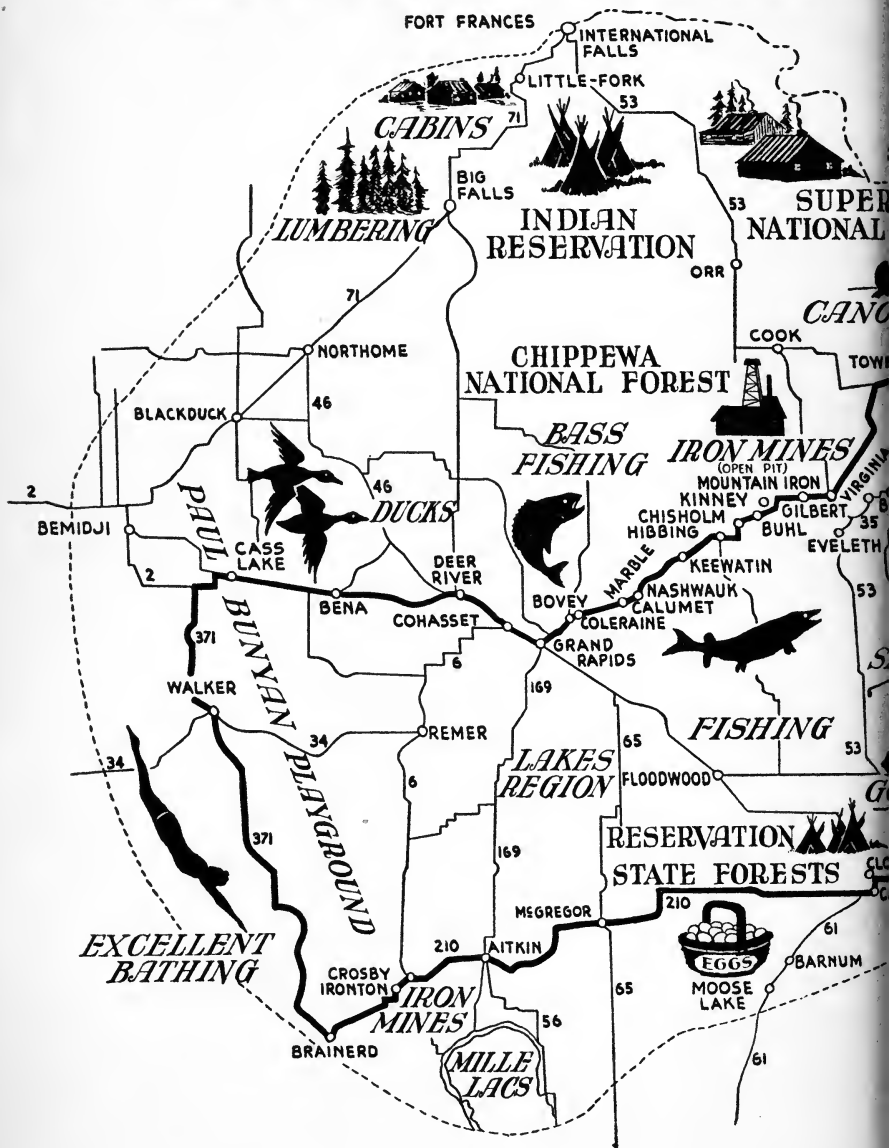 FORT FRANCES
INTERNATIONAL
FALLS
LITTLE-FORK
53
CABINS
71
BIG
FALLS
LUMBERING
INDIAN
RESERVATION
53
SUPER
NATIONAL
ORR
71
CANO
COOK
NORTHOME
CHIPPEWA
NATIONAL FOREST
TOW
BLACKDUCK
46
BASS
FISHING
IRON MINES
(OPEN PIT)
MOUNTAIN IRON
VIRGINIA
2
46
DUCKS
KINNEY
GILBERT
B
CHISHOLM
BUHL
35
BEMIDJI
HIBBING
EVELETH
PAUL BUNYAN PLAYGROUND
CASS
LAKE
DEER
RIVER
KEEWATIN
2
MARBLE
NASHWAUK
53
BENA
BOVEY
CALUMET
COHASSET
COLERAINE
371
GRAND
RAPIDS
6
S
WALKER
169
34
REMER
65
FISHING
53
34
LAKES
REGION
FLOODWOOD
6
G
371
169
RESERVATION
STATE FORESTS
CLO
C
McGREGOR
210
EXCELLENT
BATHING
210
AITKIN
61
EGGS
BARNUM
CROSBY
IRONTON
IRON
MINES
65
MOOSE
LAKE
56
BRAINERD
MILLE
LACS
61